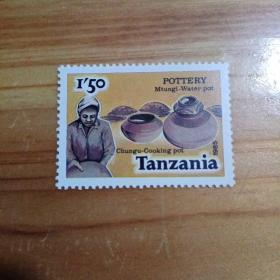 1'50
POTTERY
Mtungi-Water pot
Chungu-Cooking pot
Tanzania
1985